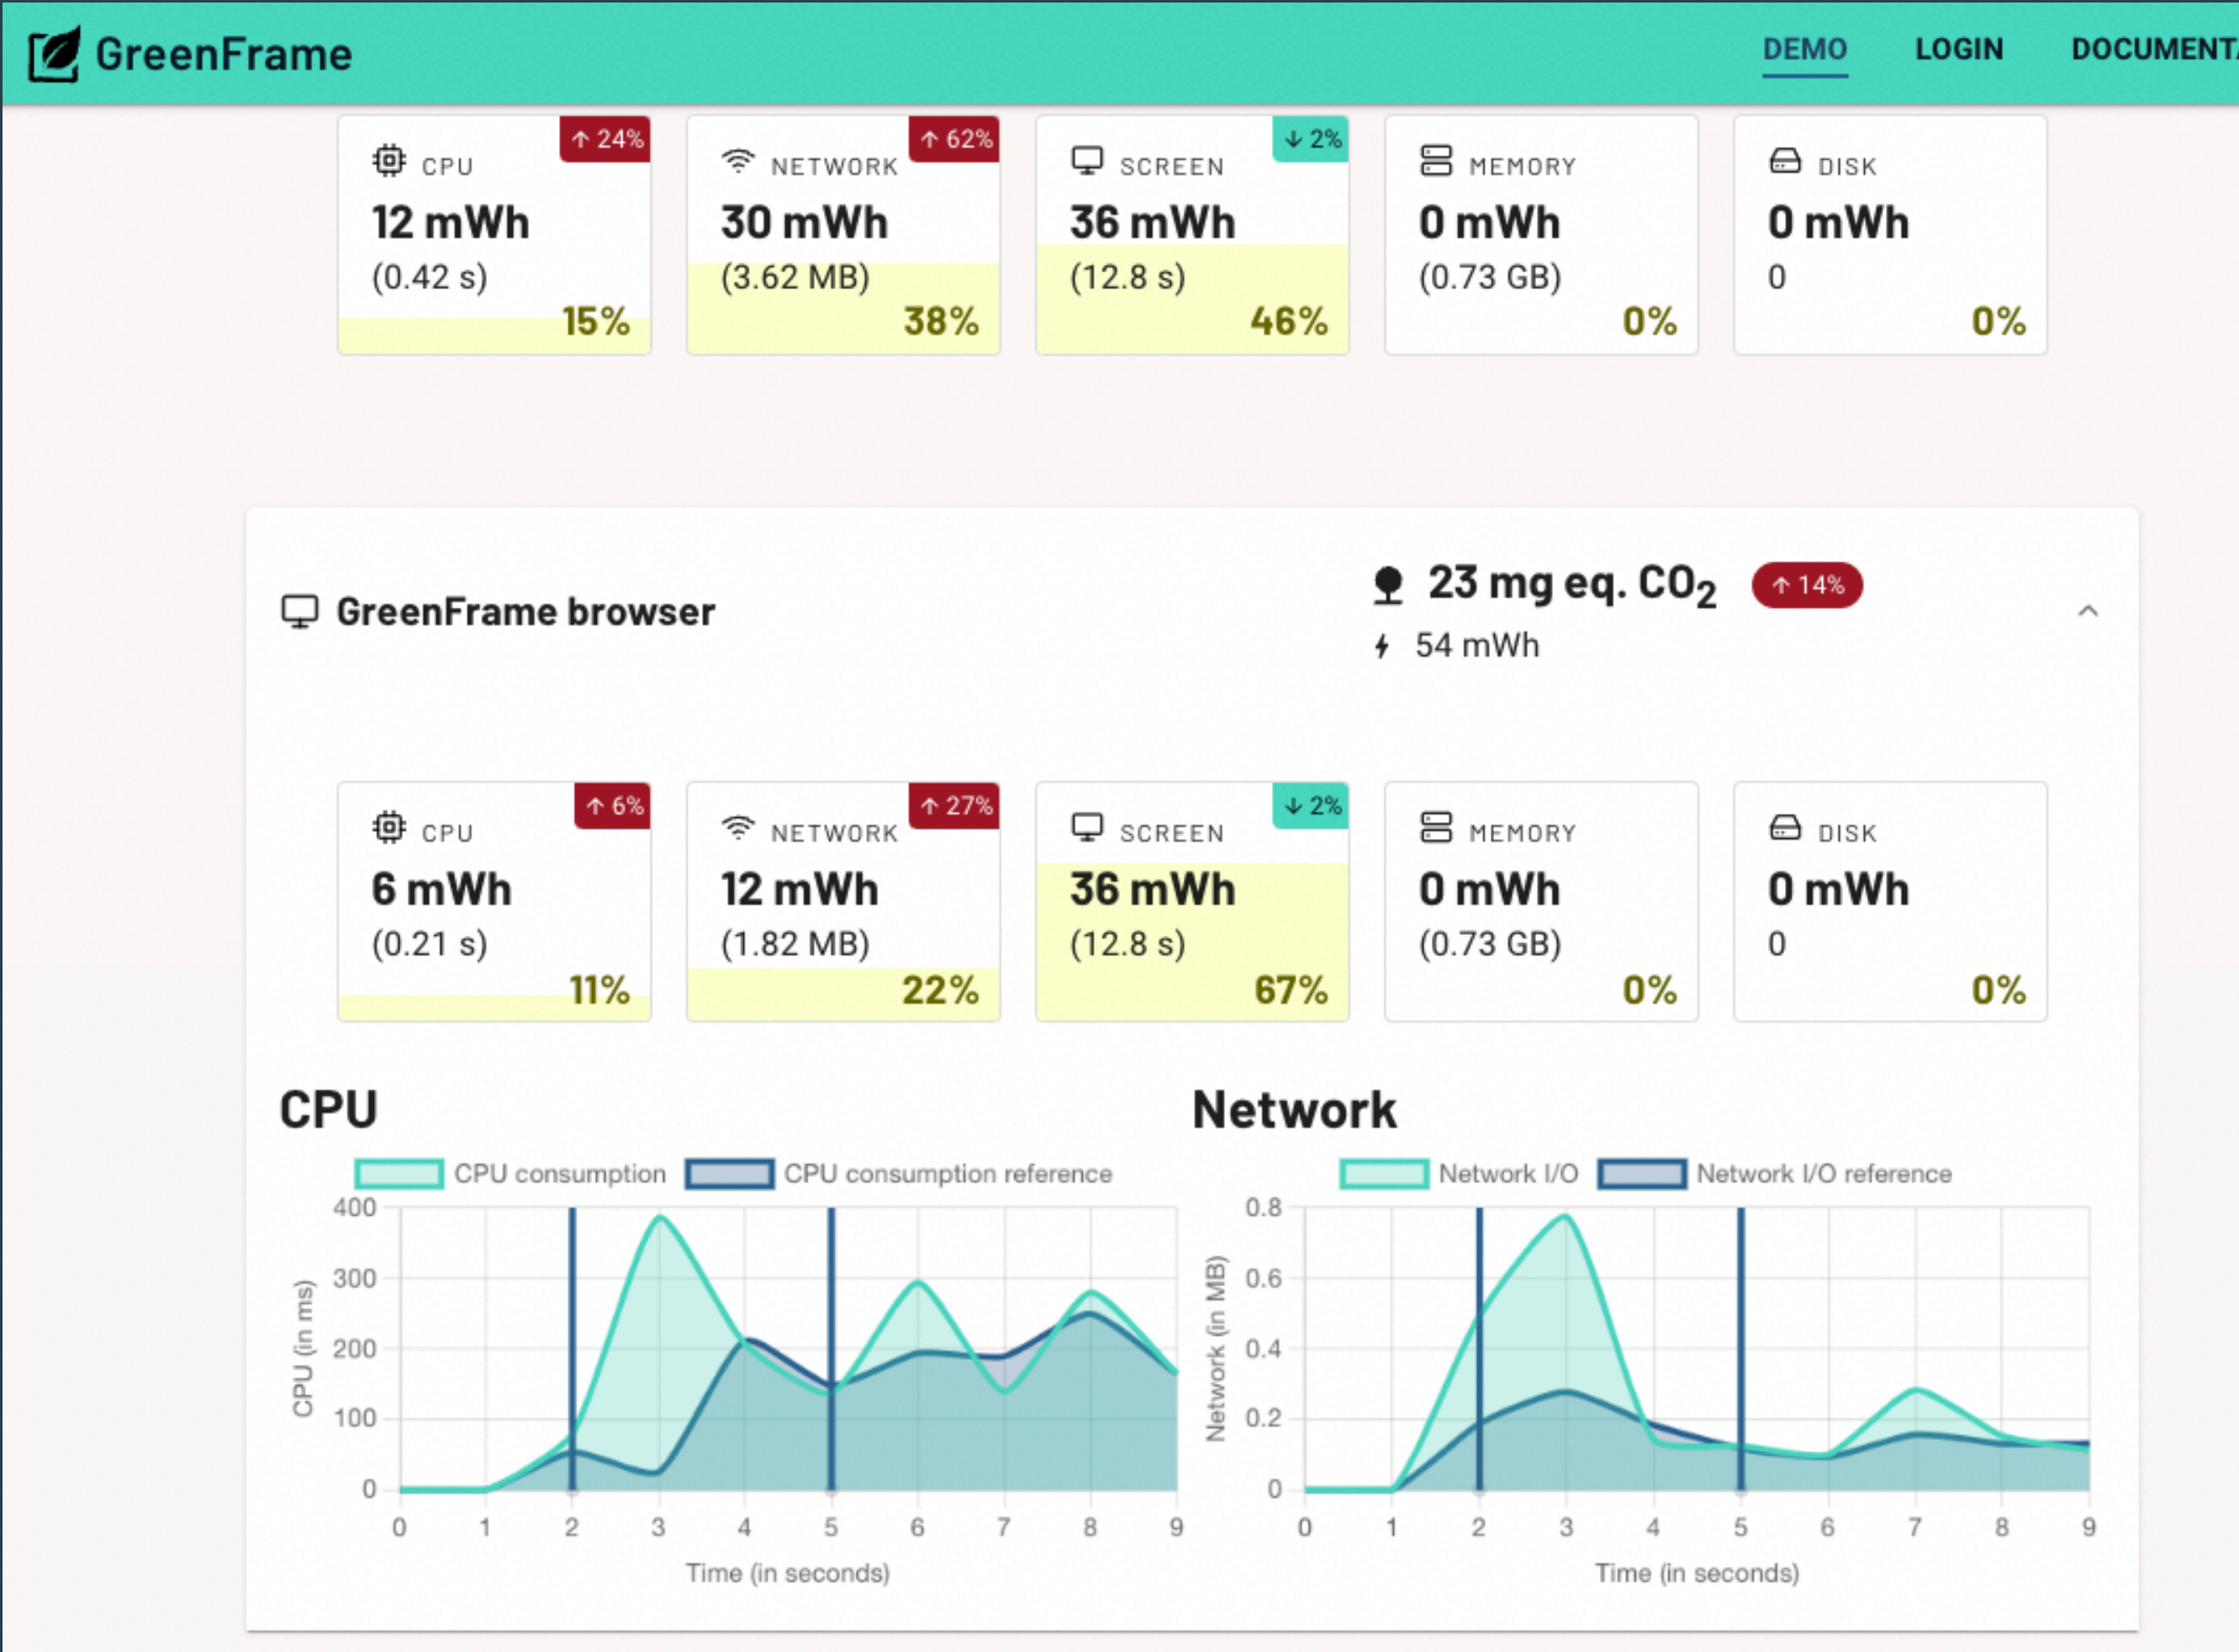 GreenFrame
DEMO LOGIN DOCUMENTA
CPU ↑ 24%
12 mWh
(0.42 s)
15%
NETWORK ↑ 62%
30 mWh
(3.62 MB)
38%
SCREEN ↓ 2%
36 mWh
(12.8 s)
46%
MEMORY
0 mWh
(0.73 GB)
0%
DISK
0 mWh
0
0%
GreenFrame browser
23 mg eq. CO₂ ↑ 14%
54 mWh
CPU ↑ 6%
6 mWh
(0.21 s)
11%
NETWORK ↑ 27%
12 mWh
(1.82 MB)
22%
SCREEN ↓ 2%
36 mWh
(12.8 s)
67%
MEMORY
0 mWh
(0.73 GB)
0%
DISK
0 mWh
0
0%
CPU
CPU consumption CPU consumption reference
CPU (in ms)
400
300
200
100
0
0 1 2 3 4 5 6 7 8 9
Time (in seconds)
Network
Network I/O Network I/O reference
Network (in MB)
0.8
0.6
0.4
0.2
0
0 1 2 3 4 5 6 7 8 9
Time (in seconds)